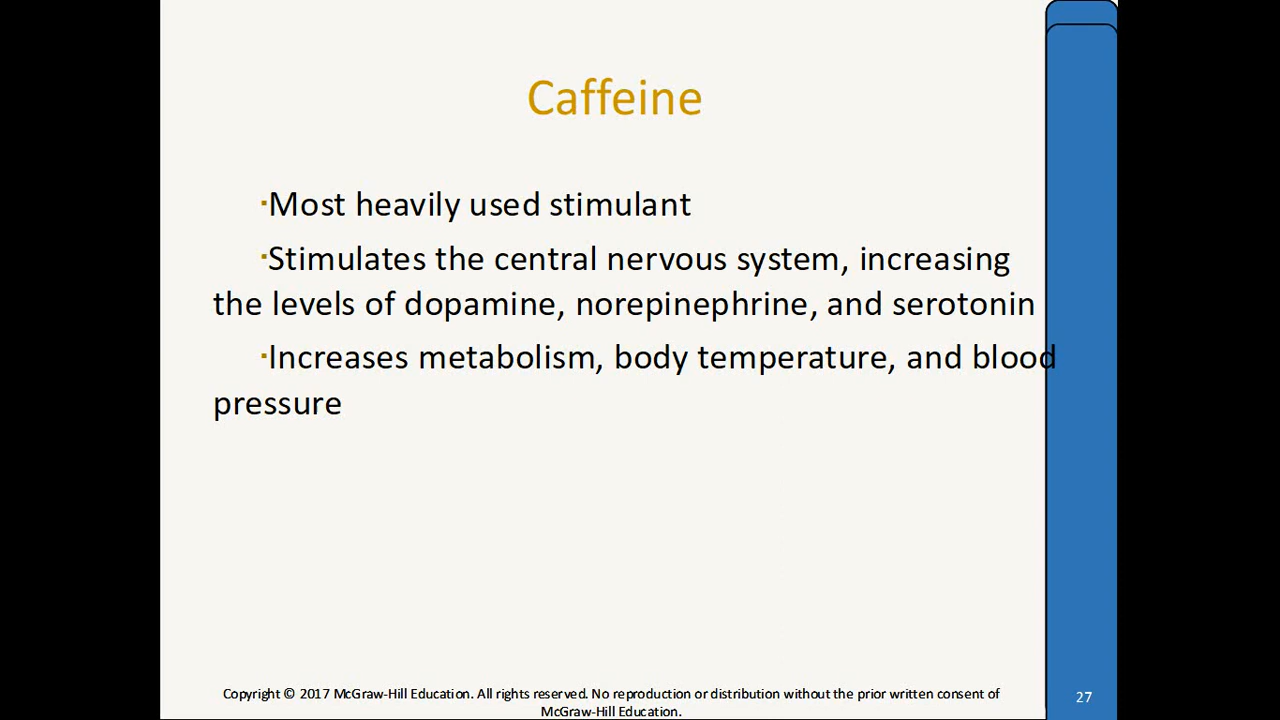 Caffeine
▪Most heavily used stimulant
▪Stimulates the central nervous system, increasing
the levels of dopamine, norepinephrine, and serotonin
▪Increases metabolism, body temperature, and blood
pressure
Copyright © 2017 McGraw-Hill Education. All rights reserved. No reproduction or distribution without the prior written consent of
McGraw-Hill Education.
27